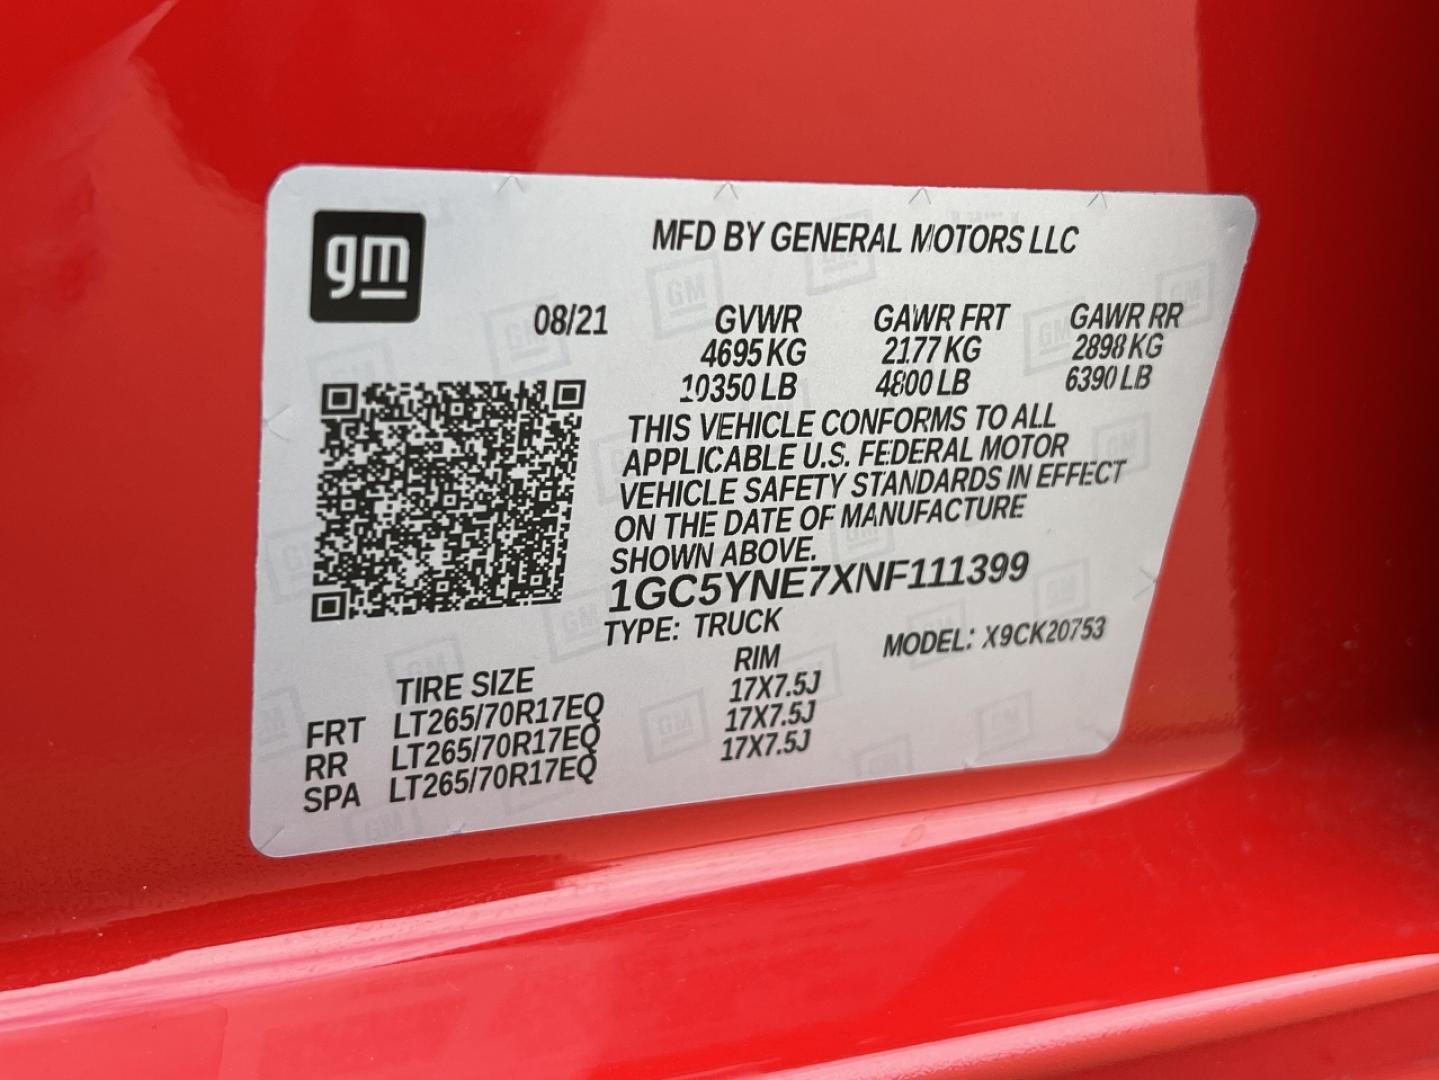 gm
MFD BY GENERAL MOTORS LLC
08/21 GVWR GAWR FRT GAWR RR
4695 KG 2177 KG 2898 KG
10350 LB 4800 LB 6390 LB
THIS VEHICLE CONFORMS TO ALL
APPLICABLE U.S. FEDERAL MOTOR
VEHICLE SAFETY STANDARDS IN EFFECT
ON THE DATE OF MANUFACTURE
SHOWN ABOVE.
1GC5YNE7XNF111399
TYPE: TRUCK MODEL: X9CK20753
TIRE SIZE RIM
FRT LT265/70R17EQ 17X7.5J
RR LT265/70R17EQ 17X7.5J
SPA LT265/70R17EQ 17X7.5J